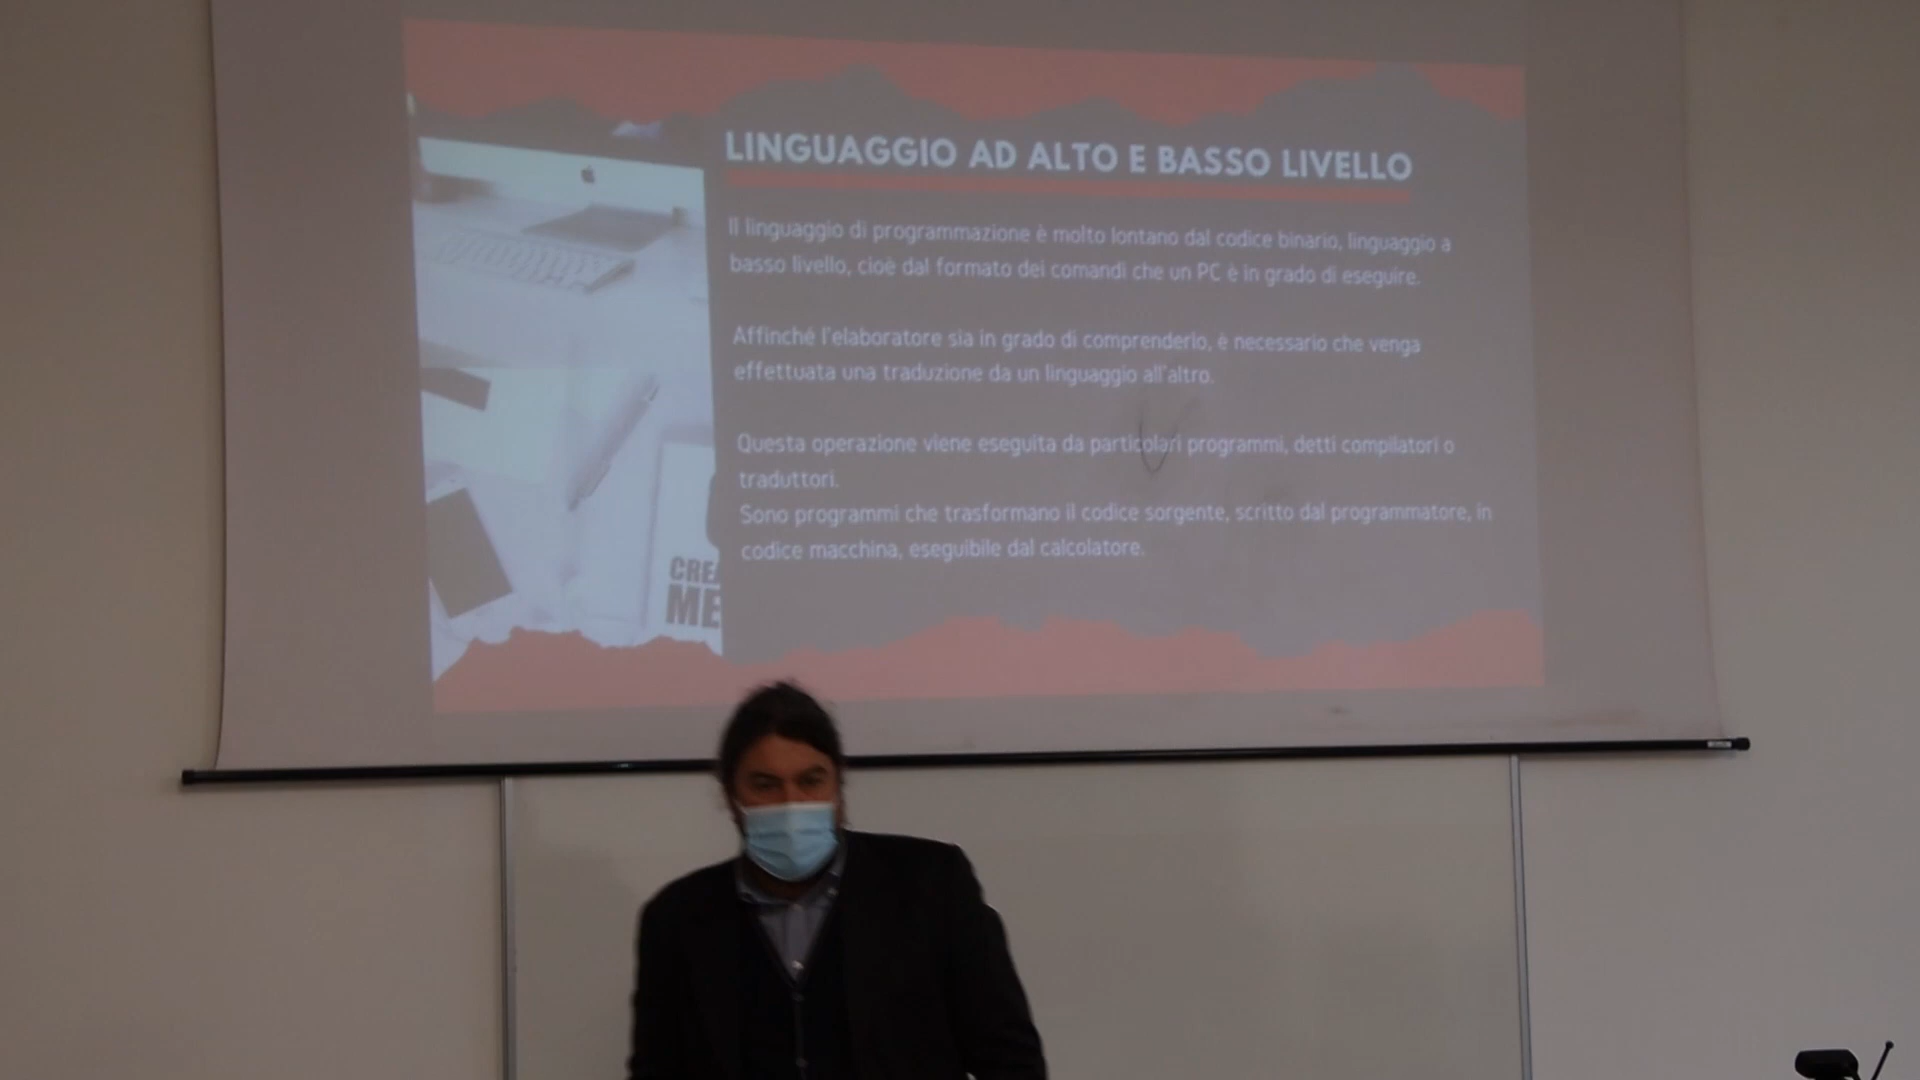 LINGUAGGIO AD ALTO E BASSO LIVELLO
Il linguaggio di programmazione è molto lontano dal codice binario, linguaggio a
basso livello, cioè dal formato dei comandi che un PC è in grado di eseguire.
Affinché l'elaboratore sia in grado di comprenderlo, è necessario che venga
effettuata una traduzione da un linguaggio all'altro.
Questa operazione viene eseguita da particolari programmi, detti compilatori o
traduttori.
Sono programmi che trasformano il codice sorgente, scritto dal programmatore, in
codice macchina, eseguibile dal calcolatore.
CREA
ME